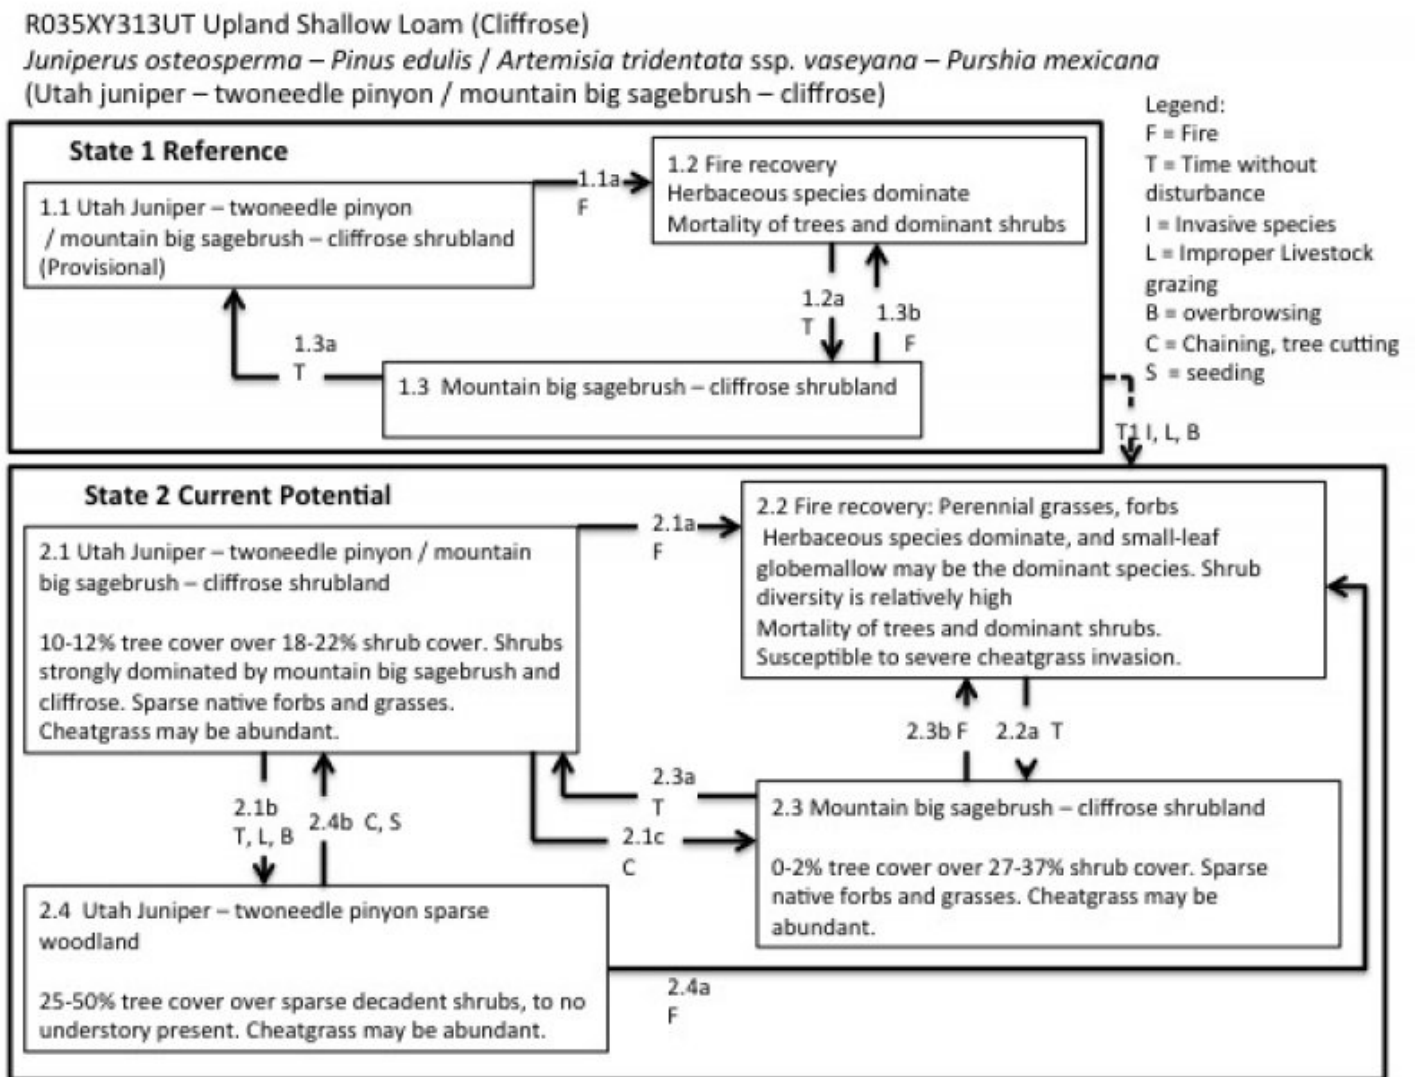 R035XY313UT Upland Shallow Loam (Cliffrose)
Juniperus osteosperma – Pinus edulis / Artemisia tridentata ssp. vaseyana – Purshia mexicana
(Utah juniper – twoneedle pinyon / mountain big sagebrush – cliffrose)
Legend:
F = Fire
T = Time without
disturbance
I = Invasive species
L = Improper Livestock
grazing
B = overbrowsing
C = Chaining, tree cutting
S = seeding
State 1 Reference
1.1 Utah Juniper – twoneedle pinyon
/ mountain big sagebrush – cliffrose shrubland
(Provisional)
1.1a
F
1.2 Fire recovery
Herbaceous species dominate
Mortality of trees and dominant shrubs
1.2a
T
1.3b
F
1.3a
T
1.3 Mountain big sagebrush – cliffrose shrubland
T1 I, L, B
State 2 Current Potential
2.1 Utah Juniper – twoneedle pinyon / mountain
big sagebrush – cliffrose shrubland
10-12% tree cover over 18-22% shrub cover. Shrubs
strongly dominated by mountain big sagebrush and
cliffrose. Sparse native forbs and grasses.
Cheatgrass may be abundant.
2.1a
F
2.2 Fire recovery: Perennial grasses, forbs
Herbaceous species dominate, and small-leaf
globemallow may be the dominant species. Shrub
diversity is relatively high
Mortality of trees and dominant shrubs.
Susceptible to severe cheatgrass invasion.
2.3b F
2.2a T
2.1b
T, L, B
2.4b C, S
2.3a
T
2.1c
C
2.3 Mountain big sagebrush – cliffrose shrubland
0-2% tree cover over 27-37% shrub cover. Sparse
native forbs and grasses. Cheatgrass may be
abundant.
2.4 Utah Juniper – twoneedle pinyon sparse
woodland
25-50% tree cover over sparse decadent shrubs, to no
understory present. Cheatgrass may be abundant.
2.4a
F